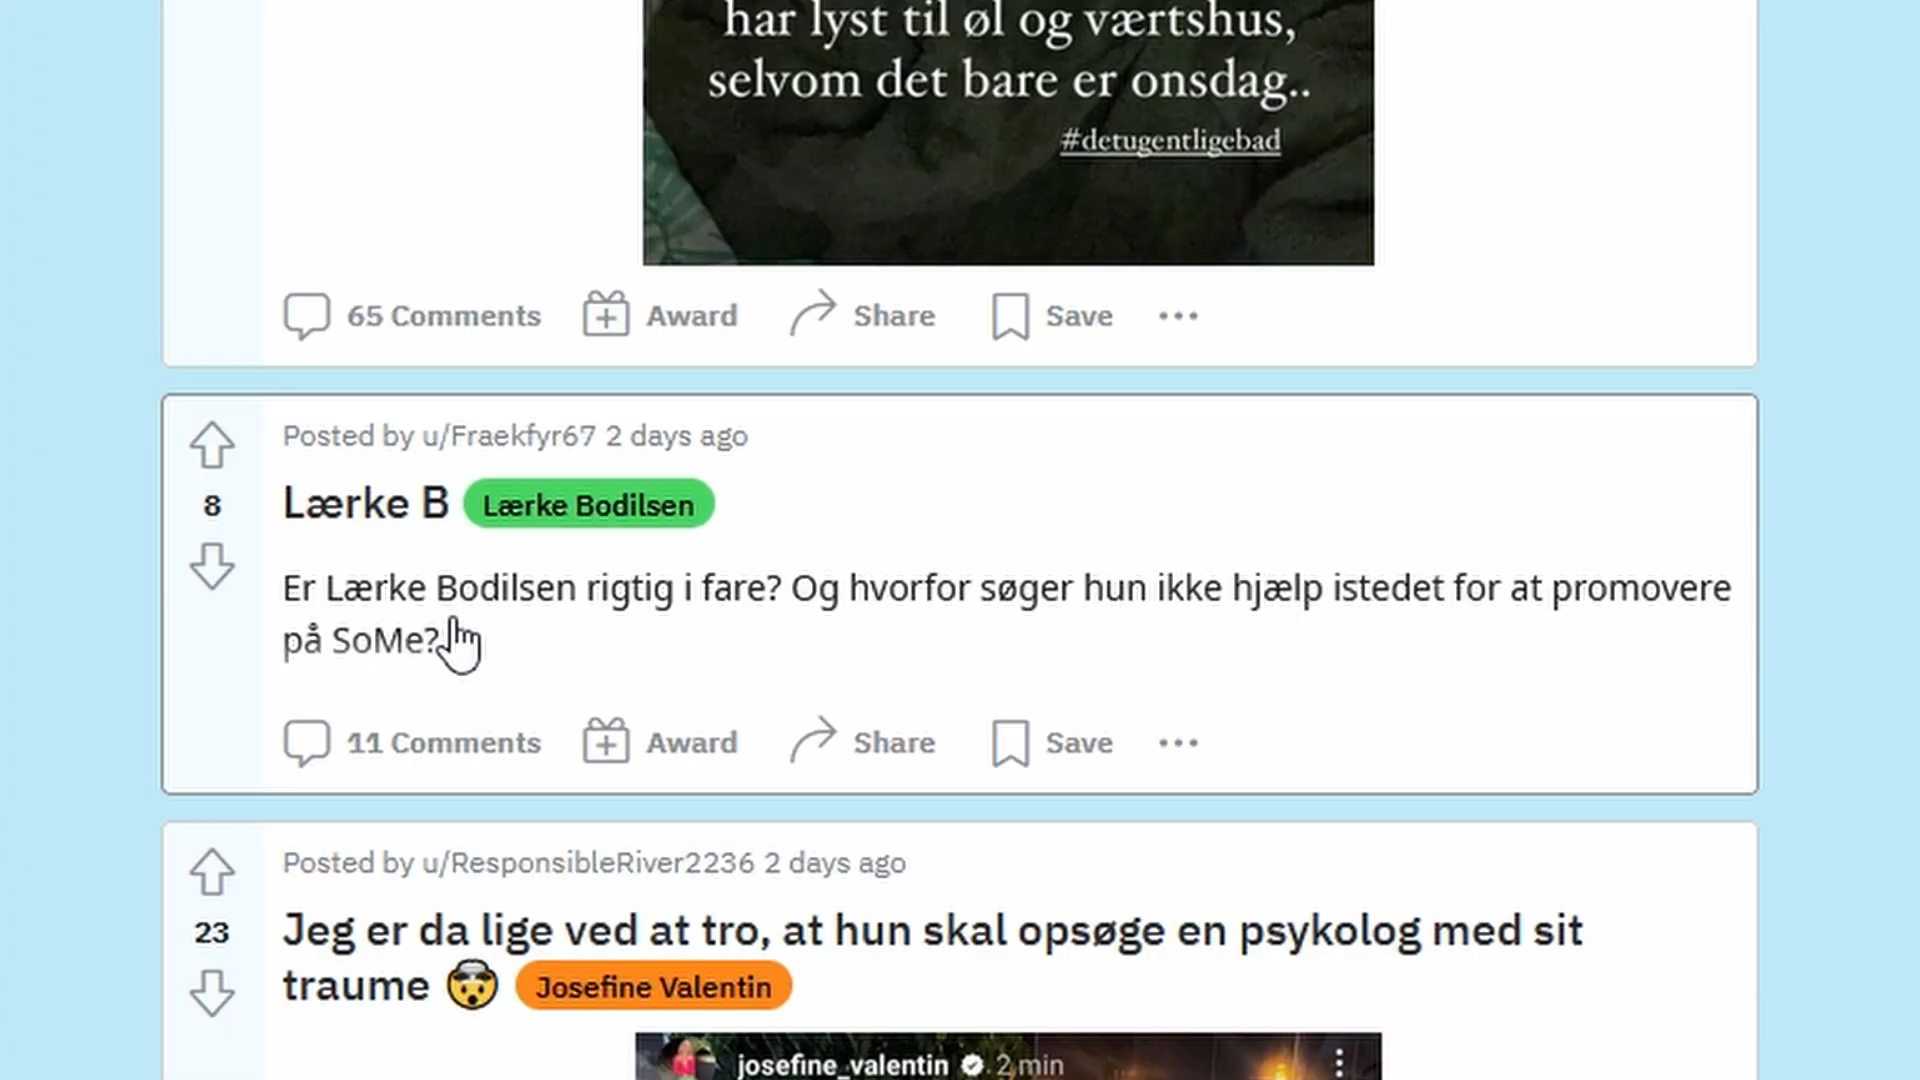 har lyst til øl og værtshus,
selvom det bare er onsdag..
#detugentligebad
65 Comments Award Share Save
Posted by u/Fraekfyr67 2 days ago
8
Lærke B Lærke Bodilsen
Er Lærke Bodilsen rigtig i fare? Og hvorfor søger hun ikke hjælp istedet for at promovere
på SoMe?
11 Comments Award Share Save
Posted by u/ResponsibleRiver2236 2 days ago
23
Jeg er da lige ved at tro, at hun skal opsøge en psykolog med sit
traume 🤯 Josefine Valentin
josefine_valentin 2 min